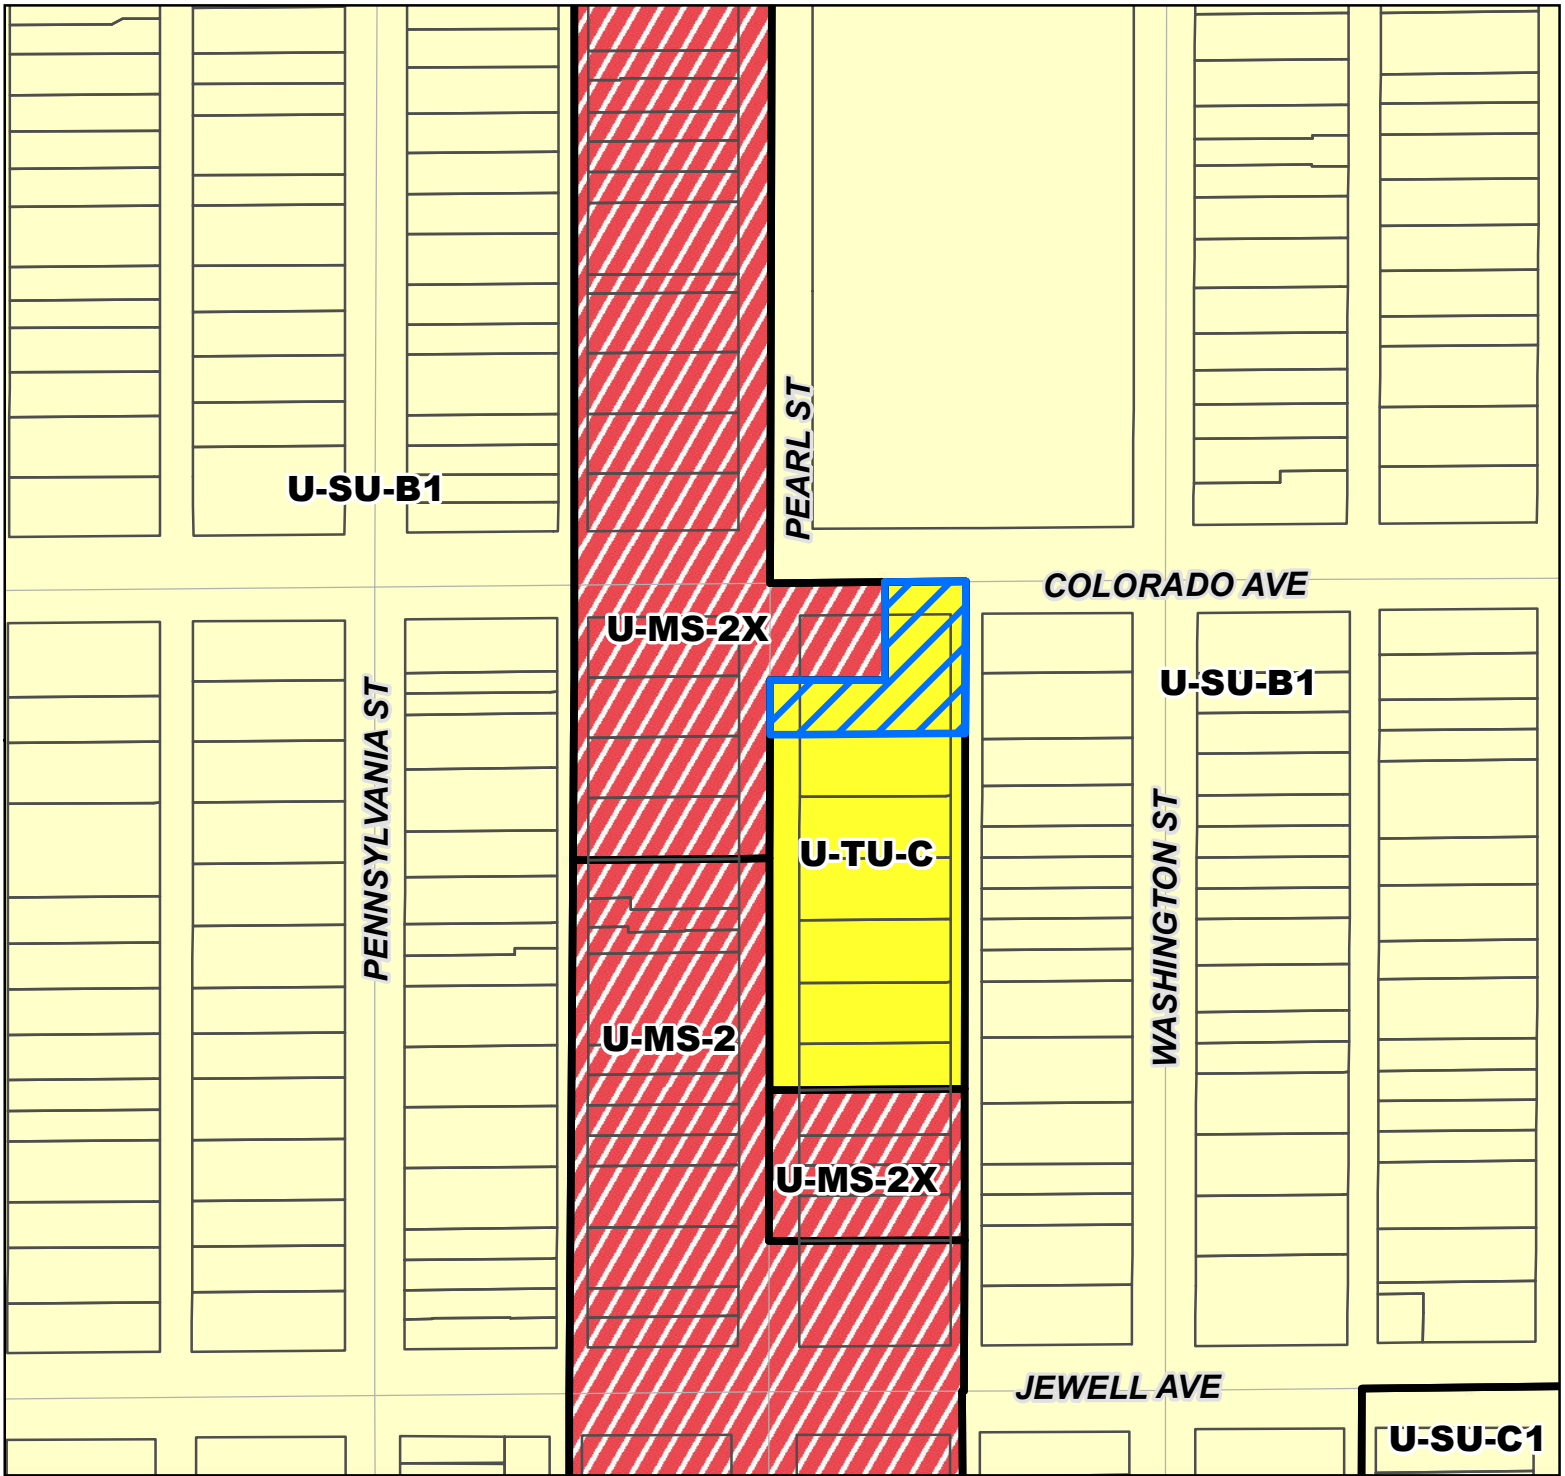 U-SU-B1
PEARL ST
COLORADO AVE
U-MS-2X
U-SU-B1
PENNSYLVANIA ST
WASHINGTON ST
U-TU-C
U-MS-2
U-MS-2X
JEWELL AVE
U-SU-C1